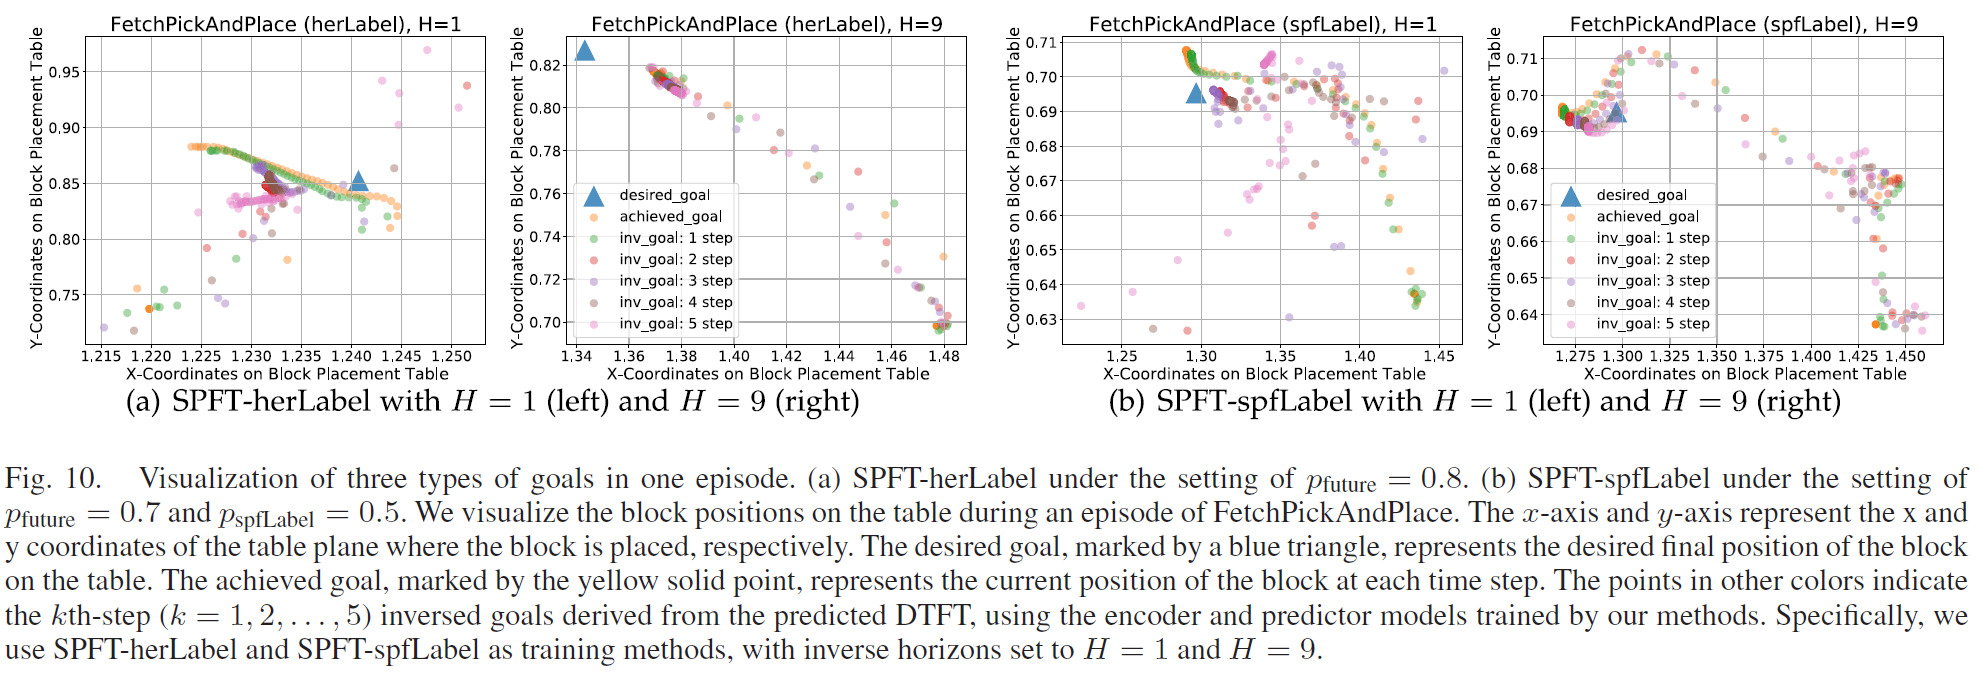 FetchPickAndPlace (herLabel), H=1
Y-Coordinates on Block Placement Table
0.95
0.90
0.85
0.80
0.75
1,215 1,220 1,225 1,230 1,235 1,240 1,245 1,250
X-Coordinates on Block Placement Table
FetchPickAndPlace (herLabel), H=9
Y-Coordinates on Block Placement Table
0.82
0.80
0.78
0.76
0.74
0.72
0.70
desired_goal
achieved_goal
inv_goal: 1 step
inv_goal: 2 step
inv_goal: 3 step
inv_goal: 4 step
inv_goal: 5 step
1.34 1.36 1.38 1.40 1.42 1.44 1.46 1.48
X-Coordinates on Block Placement Table
(a) SPFT-herLabel with H = 1 (left) and H = 9 (right)
FetchPickAndPlace (spfLabel), H=1
Y-Coordinates on Block Placement Table
0.71
0.70
0.69
0.68
0.67
0.66
0.65
0.64
0.63
1,25 1,30 1,35 1,40 1,45
X-Coordinates on Block Placement Table
FetchPickAndPlace (spfLabel), H=9
Y-Coordinates on Block Placement Table
0.71
0.70
0.69
0.68
0.67
0.66
0.65
0.64
desired_goal
achieved_goal
inv_goal: 1 step
inv_goal: 2 step
inv_goal: 3 step
inv_goal: 4 step
inv_goal: 5 step
1,275 1,300 1,325 1,350 1,375 1,400 1,425 1,450
X-Coordinates on Block Placement Table
(b) SPFT-spfLabel with H = 1 (left) and H = 9 (right)
Fig. 10. Visualization of three types of goals in one episode. (a) SPFT-herLabel under the setting of p_future = 0.8. (b) SPFT-spfLabel under the setting of
p_future = 0.7 and p_spfLabel = 0.5. We visualize the block positions on the table during an episode of FetchPickAndPlace. The x-axis and y-axis represent the x and
y coordinates of the table plane where the block is placed, respectively. The desired goal, marked by a blue triangle, represents the desired final position of the block
on the table. The achieved goal, marked by the yellow solid point, represents the current position of the block at each time step. The points in other colors indicate
the kth-step (k = 1, 2, . . . , 5) inversed goals derived from the predicted DTFT, using the encoder and predictor models trained by our methods. Specifically, we
use SPFT-herLabel and SPFT-spfLabel as training methods, with inverse horizons set to H = 1 and H = 9.